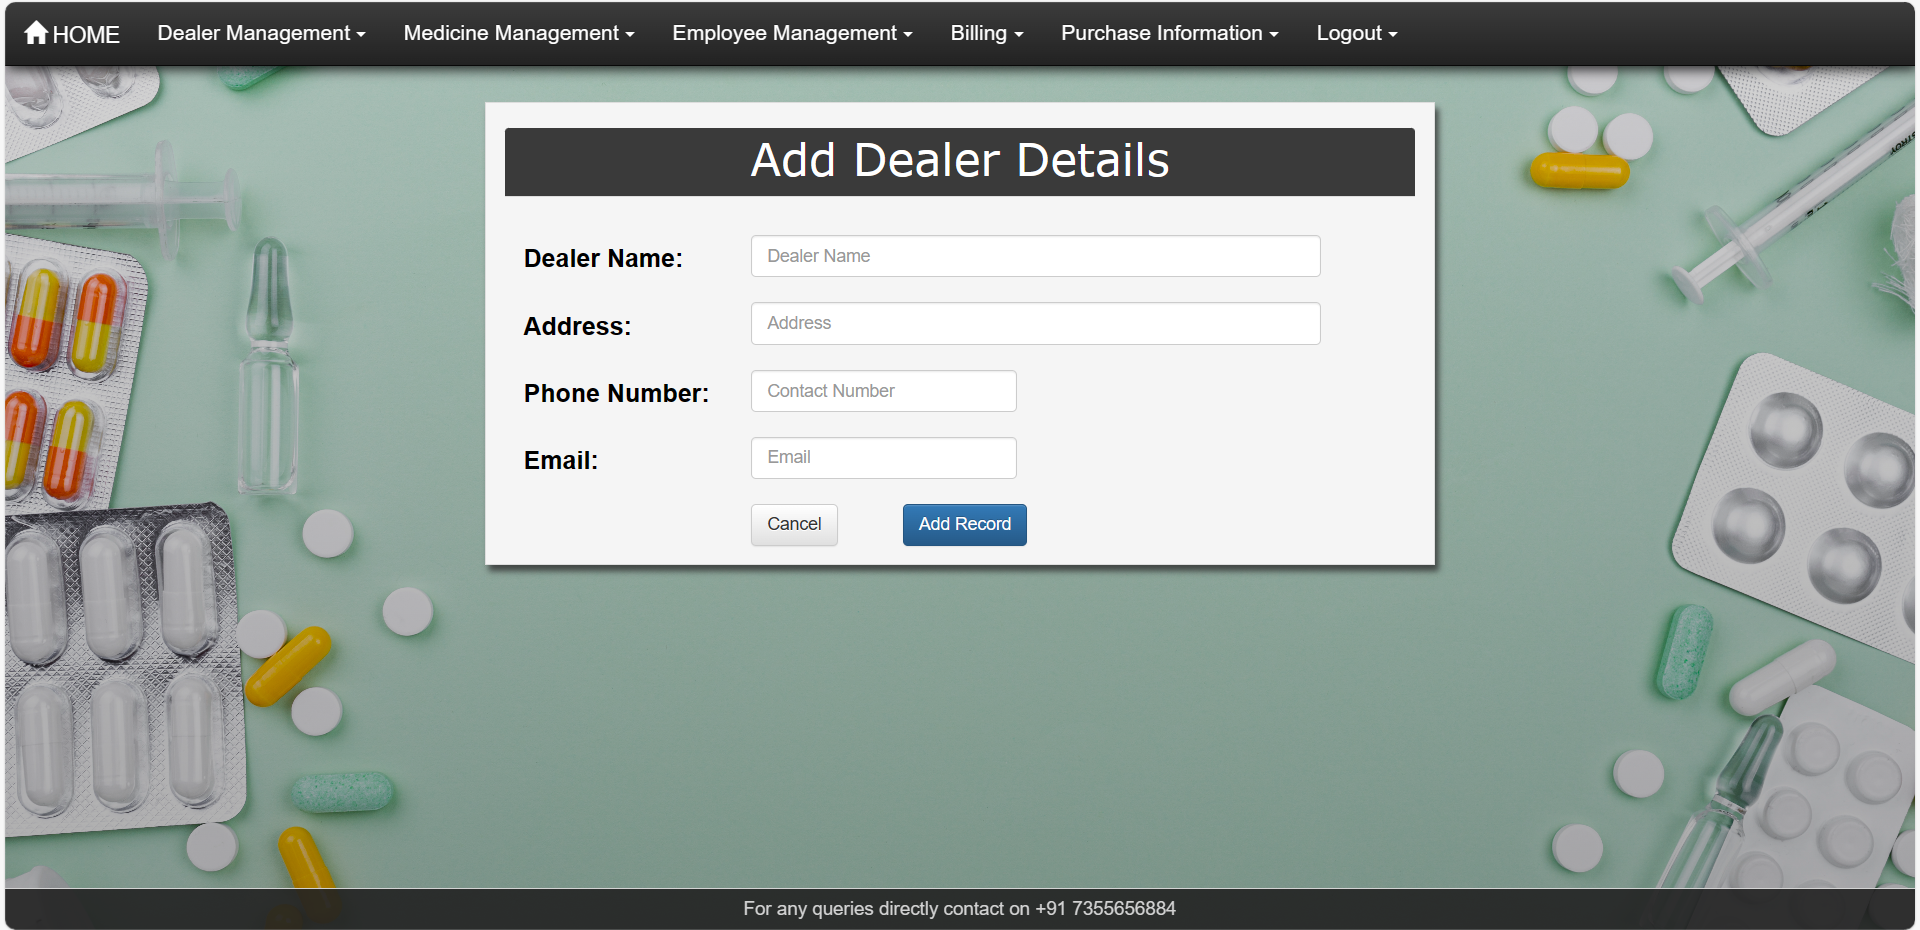 HOME Dealer Management Medicine Management Employee Management Billing Purchase Information Logout
Add Dealer Details
Dealer Name: Dealer Name
Address: Address
Phone Number: Contact Number
Email: Email
Cancel Add Record
For any queries directly contact on +91 7355656884